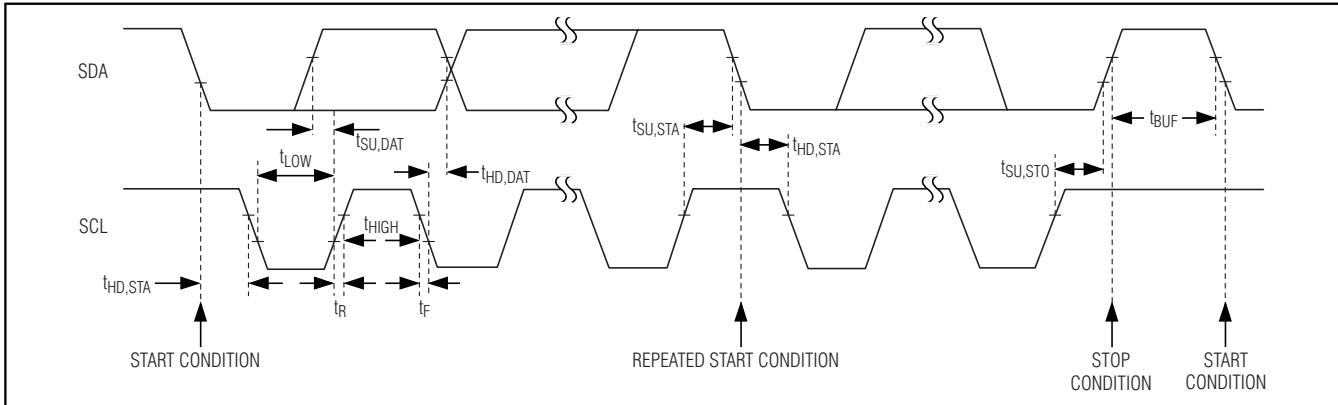 SDA
tSU,STA
tBUF
tSU,DAT
tHD,STA
tLOW
tHD,DAT
tSU,STO
SCL
tHIGH
tHD,STA
tR
tF
START CONDITION
REPEATED START CONDITION
STOP
CONDITION
START
CONDITION